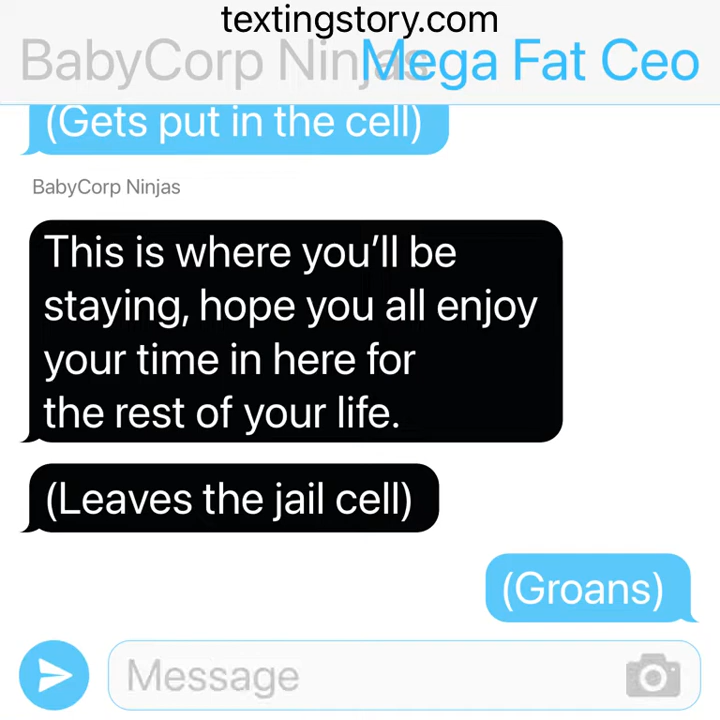 textingstory.com
BabyCorp Ninjas Mega Fat Ceo
(Gets put in the cell)
BabyCorp Ninjas
This is where you’ll be
staying, hope you all enjoy
your time in here for
the rest of your life.
(Leaves the jail cell)
(Groans)
Message